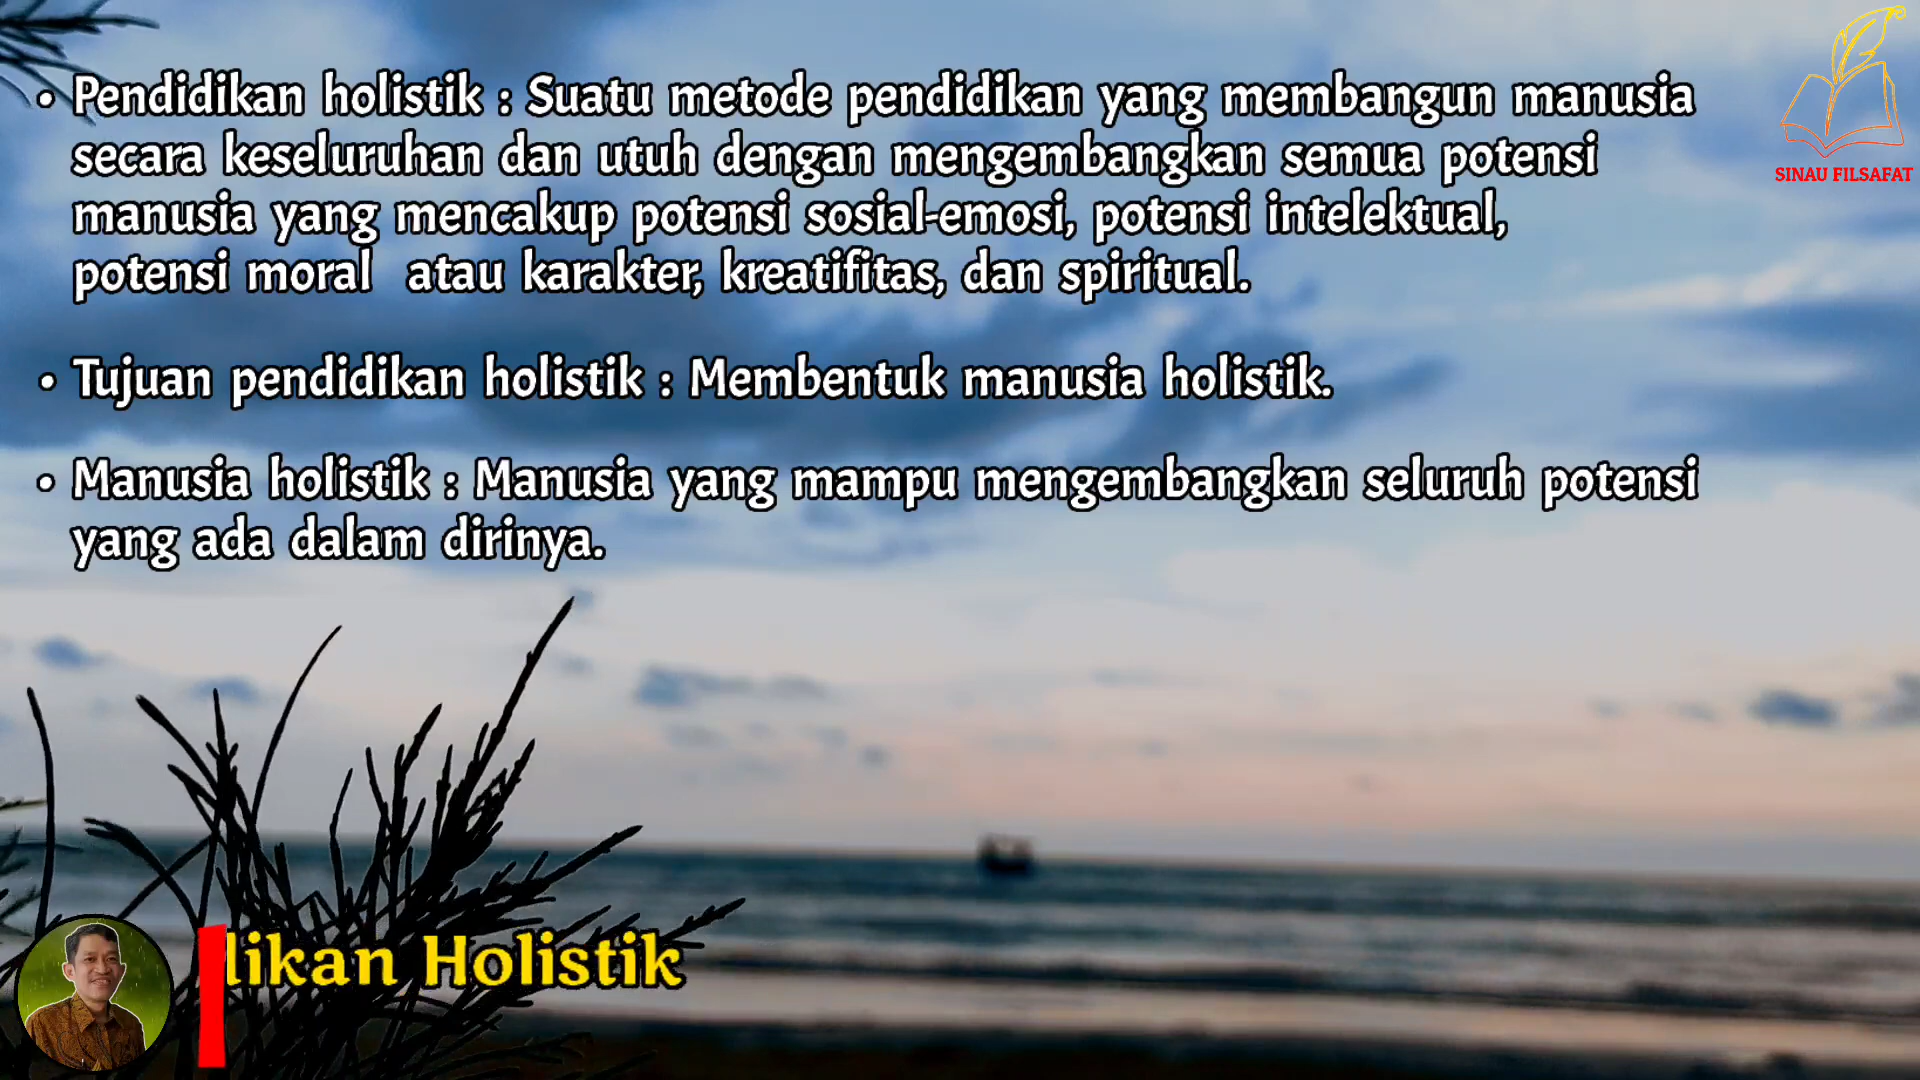 • Pendidikan holistik : Suatu metode pendidikan yang membangun manusia
secara keseluruhan dan utuh dengan mengembangkan semua potensi
manusia yang mencakup potensi sosial-emosi, potensi intelektual,
potensi moral  atau karakter, kreatifitas, dan spiritual.
• Tujuan pendidikan holistik : Membentuk manusia holistik.
• Manusia holistik : Manusia yang mampu mengembangkan seluruh potensi
yang ada dalam dirinya.
SINAU FILSAFAT
likan Holistik